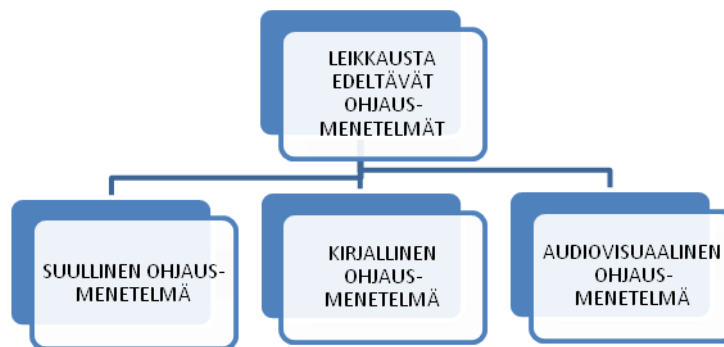 LEIKKAUSTA
EDELTÄVÄT
OHJAUS-
MENETELMÄT
SUULLINEN OHJAUS-
MENETELMÄ
KIRJALLINEN
OHJAUS-
MENETELMÄ
AUDIOVISUAALINEN
OHJAUS-
MENETELMÄ